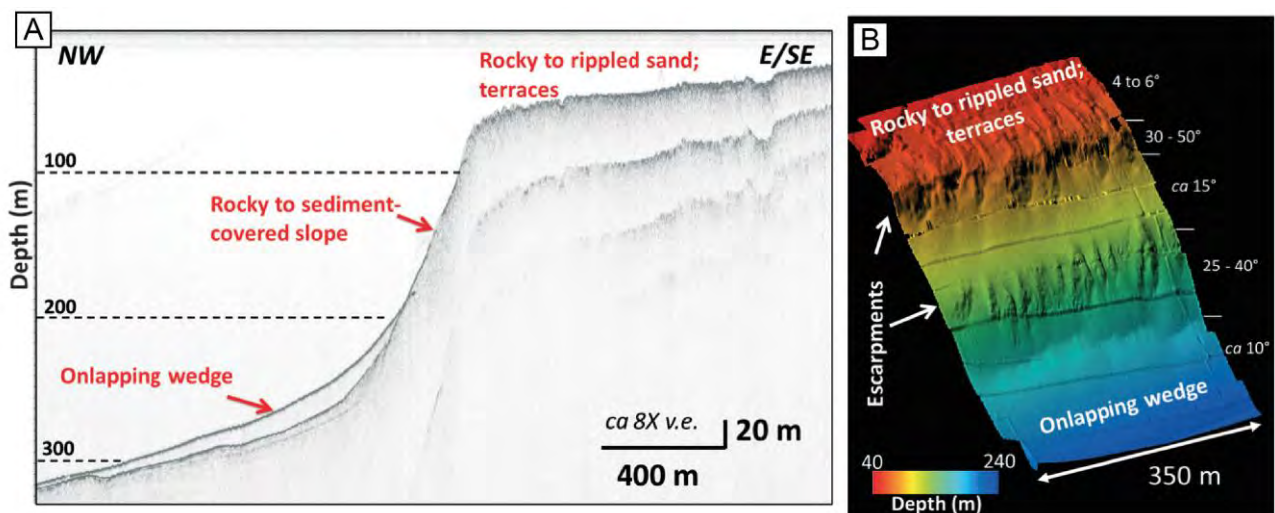 A
NW
E/SE
Rocky to rippled sand;
terraces
100
Depth (m)
Rocky to sediment-
covered slope
200
Onlapping wedge
ca 8X v.e.
20 m
300
400 m
B
Rocky to rippled sand;
terraces
4 to 6°
30 - 50°
ca 15°
25 - 40°
Escarpments
ca 10°
Onlapping wedge
40
240
Depth (m)
350 m